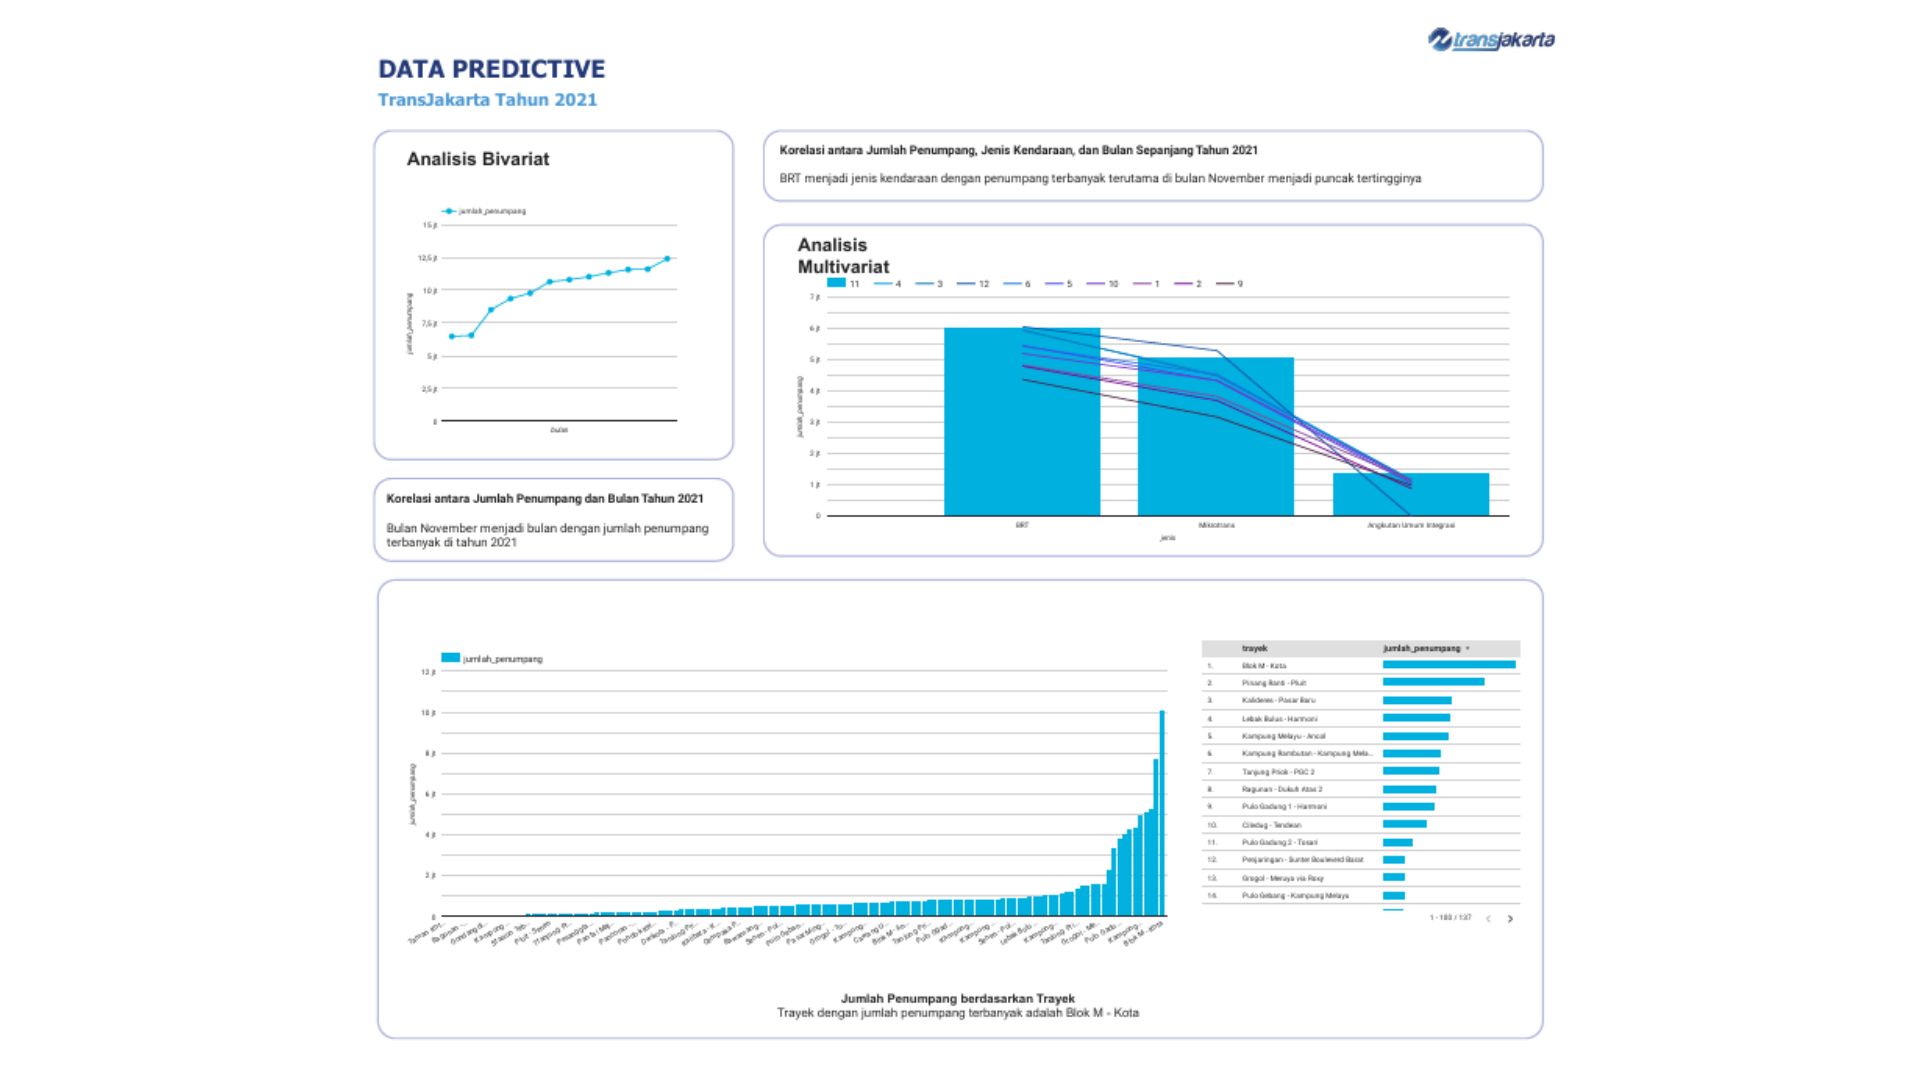 transjakarta
DATA PREDICTIVE
TransJakarta Tahun 2021
Analisis Bivariat
jumlah_penumpang
15 jt
12,5 jt
10 jt
7,5 jt
5 jt
2,5 jt
0
jumlah_penumpang
bulan
Korelasi antara Jumlah Penumpang dan Bulan Tahun 2021
Bulan November menjadi bulan dengan jumlah penumpang
terbanyak di tahun 2021
Korelasi antara Jumlah Penumpang, Jenis Kendaraan, dan Bulan Sepanjang Tahun 2021
BRT menjadi jenis kendaraan dengan penumpang terbanyak terutama di bulan November menjadi puncak tertingginya
Analisis
Multivariat
11 4 3 12 6 5 10 1 2 9
7 jt
6 jt
5 jt
4 jt
3 jt
2 jt
1 jt
0
jumlah_penumpang
BRT Mikrotrans Angkutan Umum Integrasi
jenis
jumlah_penumpang
12 jt
10 jt
8 jt
6 jt
4 jt
2 jt
0
jumlah_penumpang
Blok M - Kota
trayek jumlah_penumpang
1. Blok M - Kota
2. Pinang Ranti - Pluit
3. Kalideres - Pasar Baru
4. Lebak Bulus - Harmoni
5. Kampung Melayu - Ancol
6. Kampung Rambutan - Kampung Mela...
7. Tanjung Priok - PGC 2
8. Ragunan - Dukuh Atas 2
9. Pulo Gadung 1 - Harmoni
10. Ciledug - Tendean
11. Pulo Gadung 2 - Tosari
12. Penjaringan - Sunter Boulevard Barat
13. Grogol - Meruya via Roxy
14. Pulo Gebang - Kampung Melayu
1 - 100 / 137
Jumlah Penumpang berdasarkan Trayek
Trayek dengan jumlah penumpang terbanyak adalah Blok M - Kota